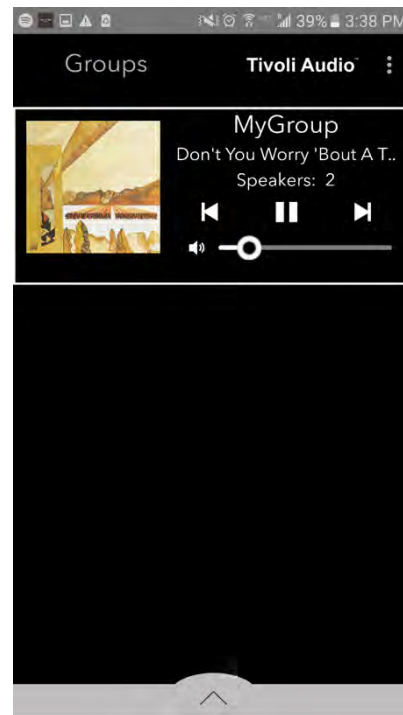 39% 3:38 PM
Groups
Tivoli Audio
MyGroup
Don't You Worry 'Bout A T..
Speakers: 2